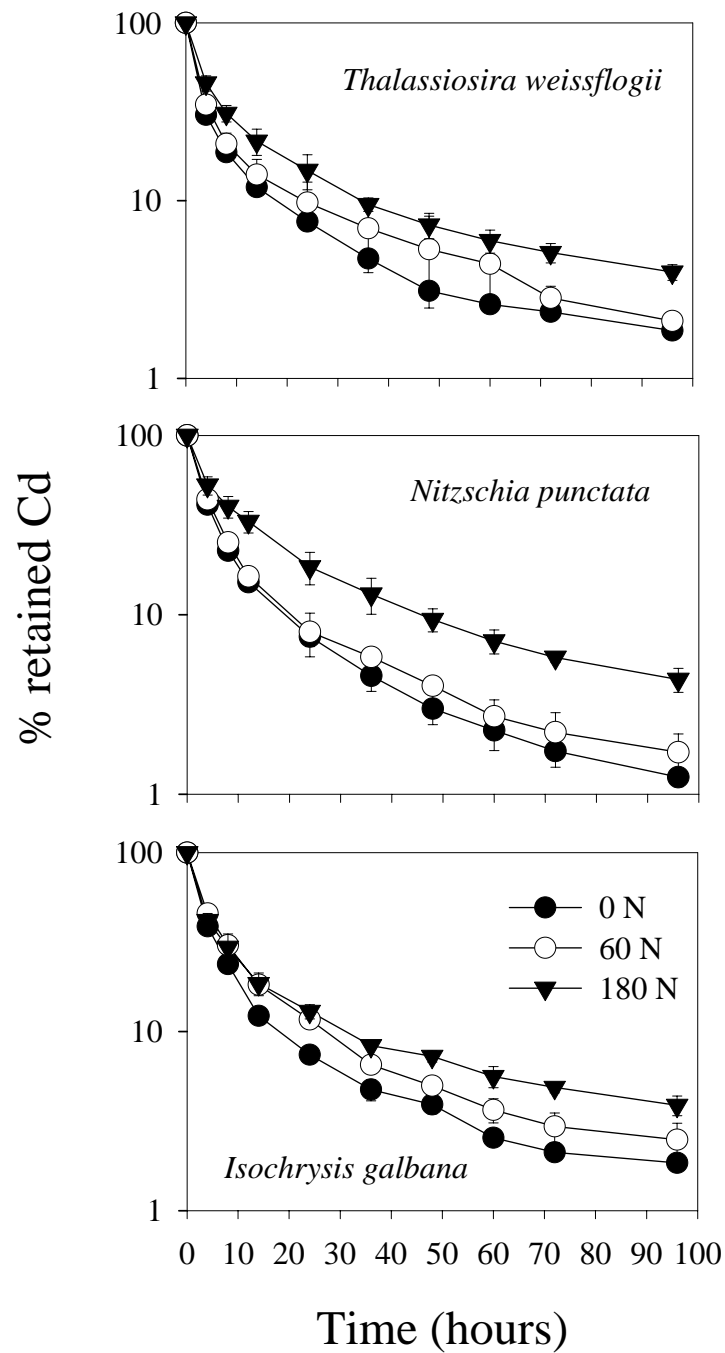 100
Thalassiosira weissflogii
10
1
100
Nitzschia punctata
10
1
% retained Cd
100
0 N
60 N
180 N
10
Isochrysis galbana
1
0 10 20 30 40 50 60 70 80 90 100
Time (hours)